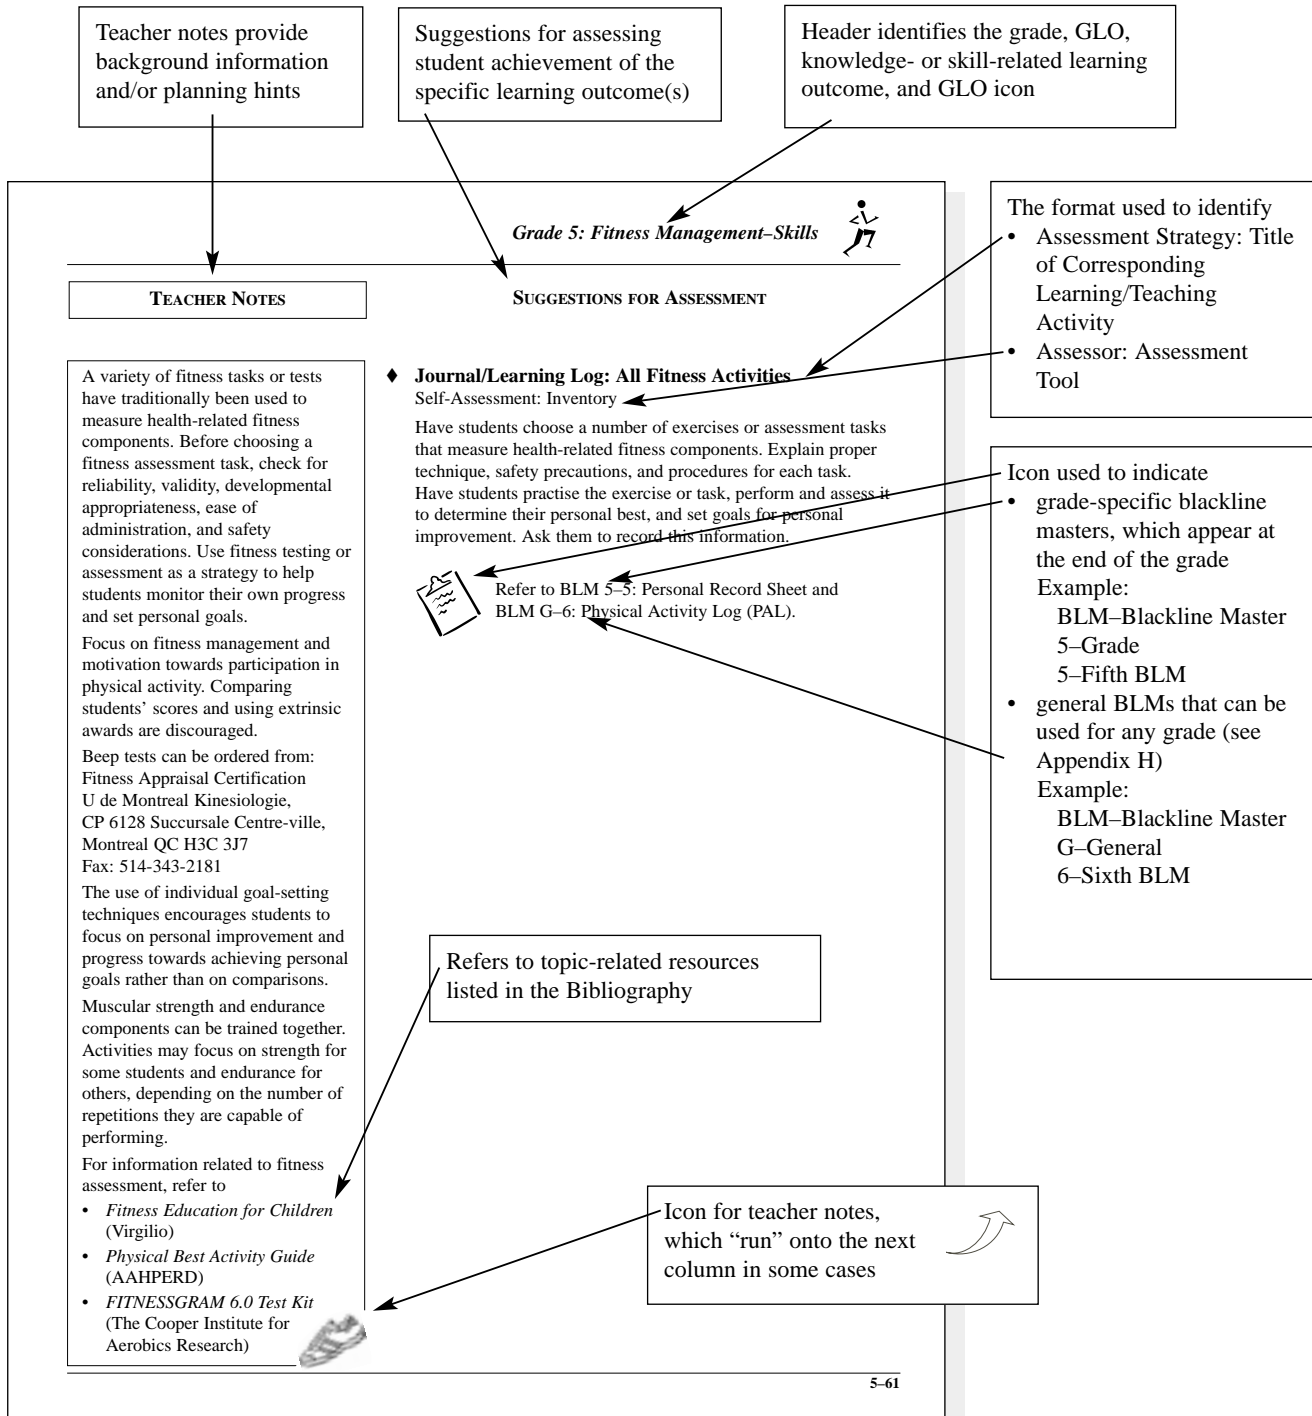 Teacher notes provide
background information
and/or planning hints
Suggestions for assessing
student achievement of the
specific learning outcome(s)
Header identifies the grade, GLO,
knowledge- or skill-related learning
outcome, and GLO icon
Grade 5: Fitness Management–Skills
TEACHER NOTES
SUGGESTIONS FOR ASSESSMENT
A variety of fitness tasks or tests
have traditionally been used to
measure health-related fitness
components. Before choosing a
fitness assessment task, check for
reliability, validity, developmental
appropriateness, ease of
administration, and safety
considerations. Use fitness testing or
assessment as a strategy to help
students monitor their own progress
and set personal goals.
Focus on fitness management and
motivation towards participation in
physical activity. Comparing
students’ scores and using extrinsic
awards are discouraged.
Beep tests can be ordered from:
Fitness Appraisal Certification
U de Montreal Kinesiologie,
CP 6128 Succursale Centre-ville,
Montreal QC H3C 3J7
Fax: 514-343-2181
The use of individual goal-setting
techniques encourages students to
focus on personal improvement and
progress towards achieving personal
goals rather than on comparisons.
Muscular strength and endurance
components can be trained together.
Activities may focus on strength for
some students and endurance for
others, depending on the number of
repetitions they are capable of
performing.
For information related to fitness
assessment, refer to
• Fitness Education for Children
(Virgilio)
• Physical Best Activity Guide
(AAHPERD)
• FITNESSGRAM 6.0 Test Kit
(The Cooper Institute for
Aerobics Research)
♦ Journal/Learning Log: All Fitness Activities
Self-Assessment: Inventory
Have students choose a number of exercises or assessment tasks
that measure health-related fitness components. Explain proper
technique, safety precautions, and procedures for each task.
Have students practise the exercise or task, perform and assess it
to determine their personal best, and set goals for personal
improvement. Ask them to record this information.
Refer to BLM 5–5: Personal Record Sheet and
BLM G–6: Physical Activity Log (PAL).
Refers to topic-related resources
listed in the Bibliography
Icon for teacher notes,
which “run” onto the next
column in some cases
5–61
The format used to identify
• Assessment Strategy: Title
of Corresponding
Learning/Teaching
Activity
• Assessor: Assessment
Tool
Icon used to indicate
• grade-specific blackline
masters, which appear at
the end of the grade
Example:
BLM–Blackline Master
5–Grade
5–Fifth BLM
• general BLMs that can be
used for any grade (see
Appendix H)
Example:
BLM–Blackline Master
G–General
6–Sixth BLM